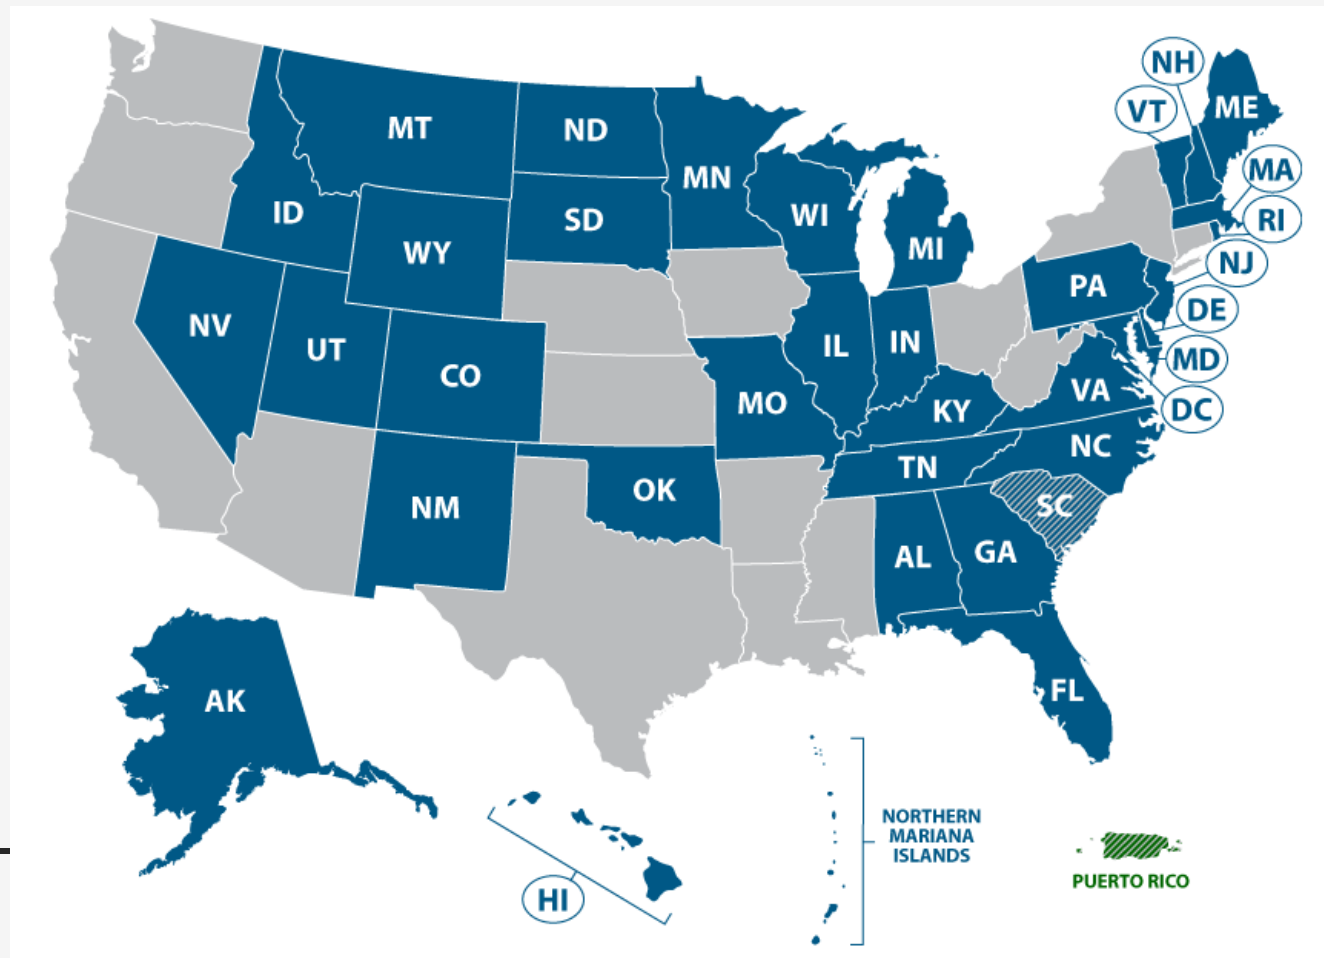 NH
VT
ME
MT
ND
MN
MA
ID
SD
WI
RI
WY
MI
NJ
PA
DE
NV
UT
CO
IL
IN
MD
VA
DC
MO
KY
NC
TN
OK
NM
SC
AL
GA
FL
AK
HI
NORTHERN
MARIANA
ISLANDS
PUERTO RICO